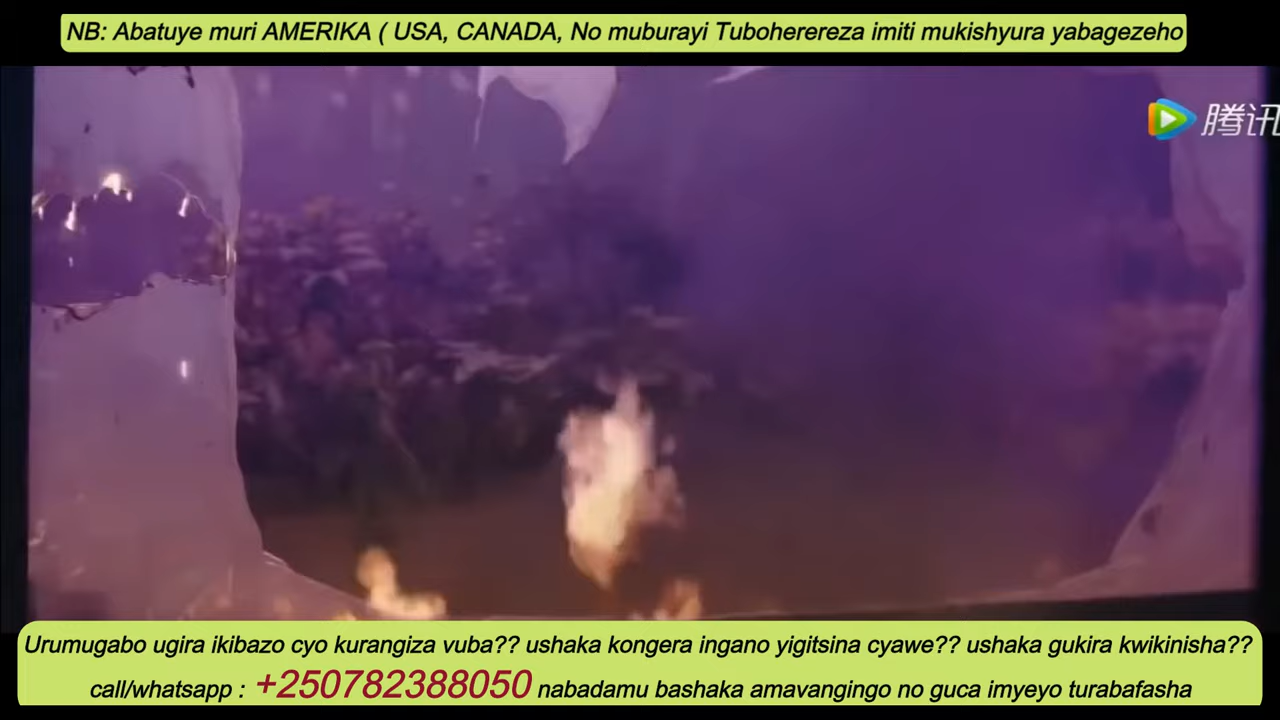 NB: Abatuye muri AMERIKA ( USA, CANADA, No muburayi Tuboherereza imiti mukishyura yabagezeho
腾讯
Urumugabo ugira ikibazo cyo kurangiza vuba?? ushaka kongera ingano yigitsina cyawe?? ushaka gukira kwikinisha??
call/whatsapp : +250782388050 nabadamu bashaka amavangingo no guca imyeyo turabafasha